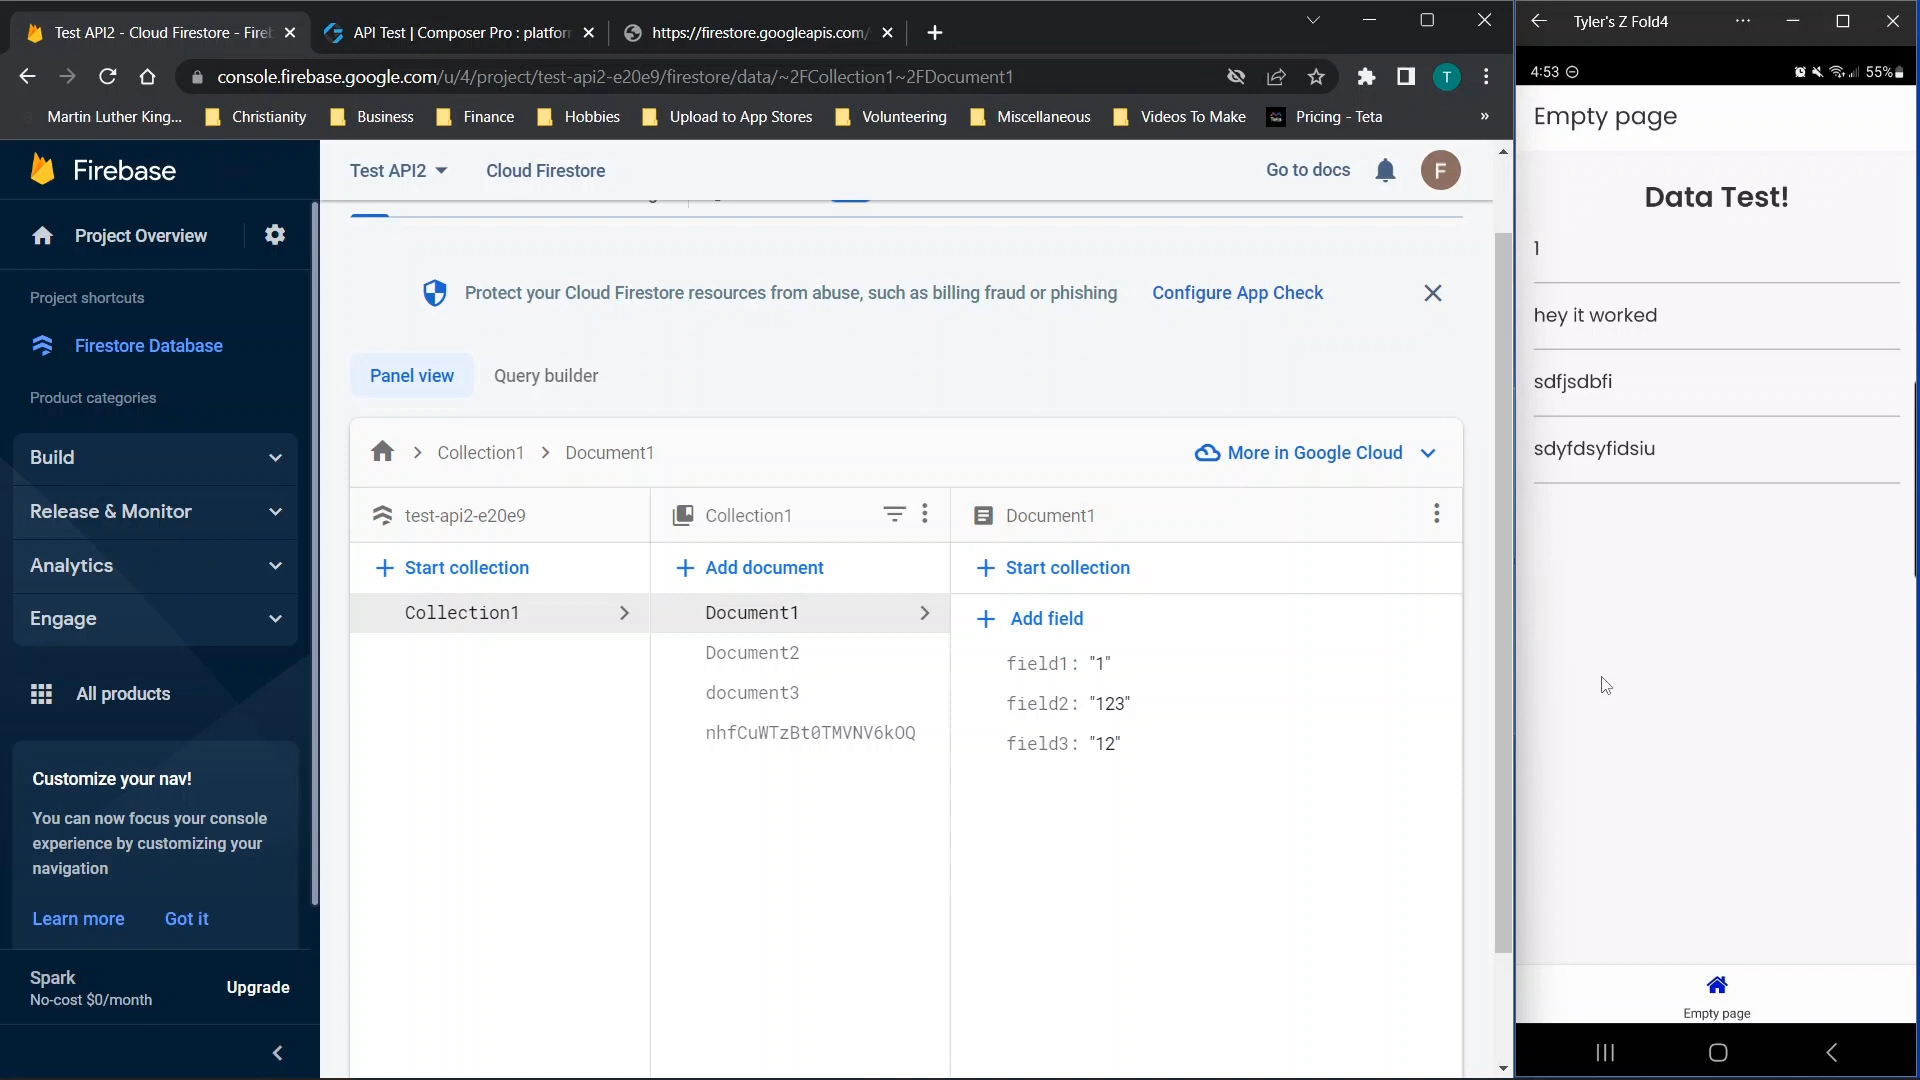 Test API2 - Cloud Firestore - Fireb
API Test | Composer Pro : platfor
https://firestore.googleapis.com/
console.firebase.google.com/u/4/project/test-api2-e20e9/firestore/data/~2FCollection1~2FDocument1
T
Martin Luther King...
Christianity
Business
Finance
Hobbies
Upload to App Stores
Volunteering
Miscellaneous
Videos To Make
Pricing - Teta
»
Firebase
Project Overview
Project shortcuts
Firestore Database
Product categories
Build
Release & Monitor
Analytics
Engage
All products
Customize your nav!
You can now focus your console
experience by customizing your
navigation
Learn more
Got it
Spark
No-cost $0/month
Upgrade
Test API2
Cloud Firestore
Go to docs
F
Protect your Cloud Firestore resources from abuse, such as billing fraud or phishing
Configure App Check
Panel view
Query builder
Collection1
Document1
More in Google Cloud
test-api2-e20e9
Collection1
Document1
Start collection
Add document
Start collection
Collection1
Document1
Document2
document3
nhfCuWTzBt0TMVNV6kOQ
Add field
field1: "1"
field2: "123"
field3: "12"
Tyler's Z Fold4
4:53
55%
Empty page
Data Test!
1
hey it worked
sdfjsdbfi
sdyfdsyfidsiu
Empty page